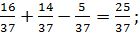 16/37 + 14/37 − 5/37 = 25/37;